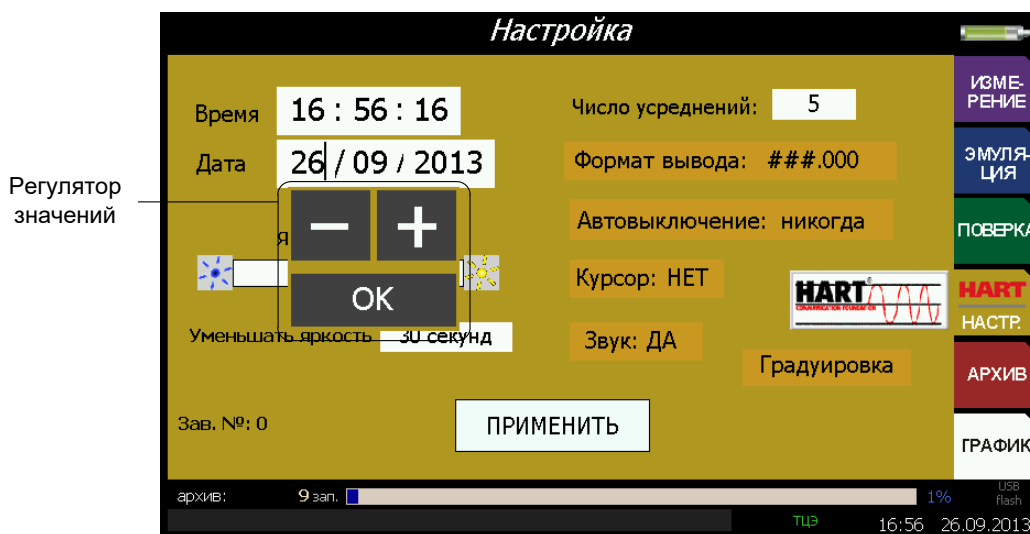 Настройка
Регулятор
значений
Время 16 : 56 : 16
Дата 26 / 09 / 2013
я
− +
OK
Уменьшать яркость 30 секунд
Зав. №: 0
Число усреднений: 5
Формат вывода: ###.000
Автовыключение: никогда
Курсор: НЕТ
Звук: ДА
HART
COMMUNICATION FOUNDATION
Градуировка
ПРИМЕНИТЬ
ИЗМЕ-
РЕНИЕ
ЭМУЛЯ-
ЦИЯ
ПОВЕРКА
HART
НАСТР.
АРХИВ
ГРАФИК
архив: 9 зап. 1% USB
flash
ТЦЭ 16:56 26.09.2013